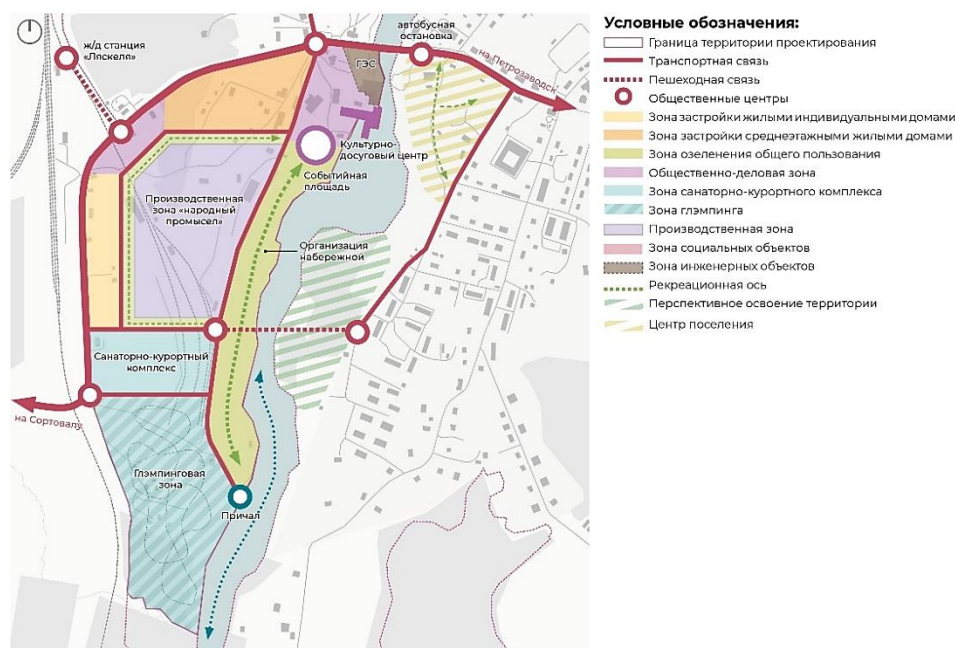 автобусная
остановка
ж/д станция
«Ляскеля»
ГЭС
на Петрозаводск
Культурно-
досуговый центр
Событийная
площадь
Производственная
зона «народный
промысел»
Организация
набережной
Санаторно-курортный
комплекс
на Сортовалу
Глэмпинговая
зона
Причал
Условные обозначения:
Граница территории проектирования
Транспортная связь
Пешеходная связь
Общественные центры
Зона застройки жилыми индивидуальными домами
Зона застройки среднеэтажными жилыми домами
Зона озеленения общего пользования
Общественно-деловая зона
Зона санаторно-курортного комплекса
Зона глэмпинга
Производственная зона
Зона социальных объектов
Зона инженерных объектов
Рекреационная ось
Перспективное освоение территории
Центр поселения